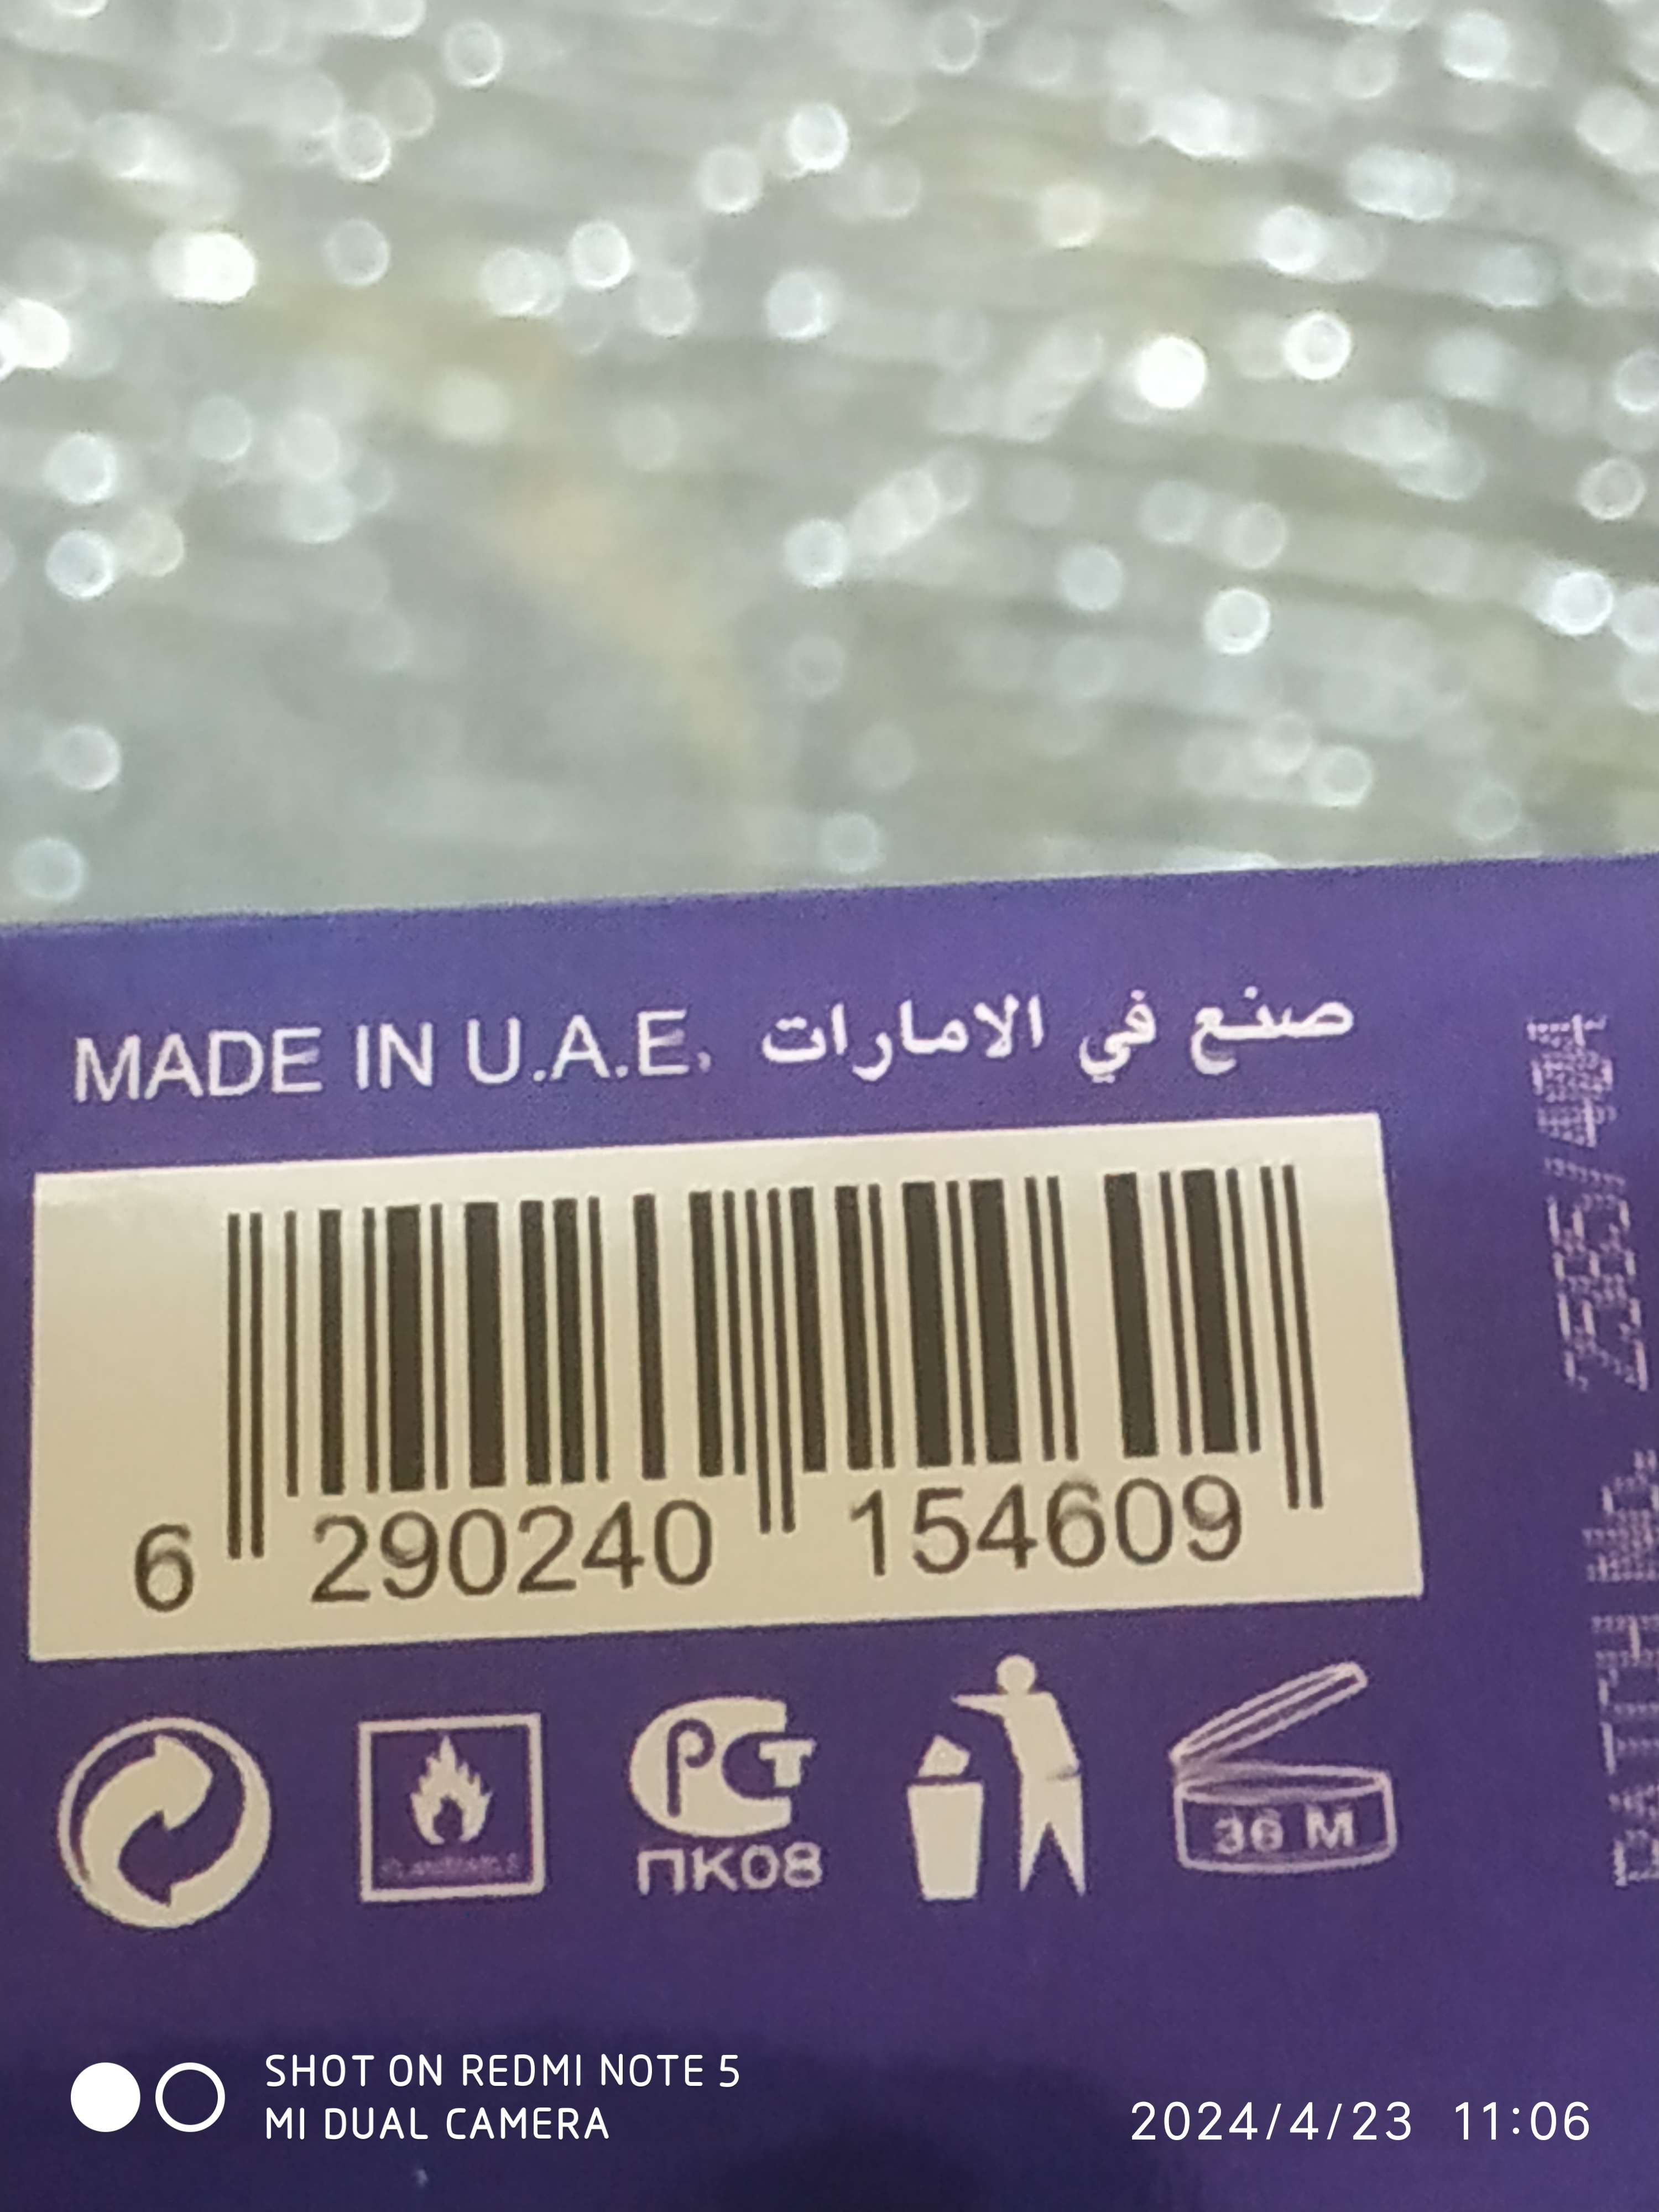 MADE IN U.A.E. صنع في الامارات
6 290240 154609
РСТ
ПК08
36 M
SHOT ON REDMI NOTE 5
MI DUAL CAMERA
2024/4/23 11:06